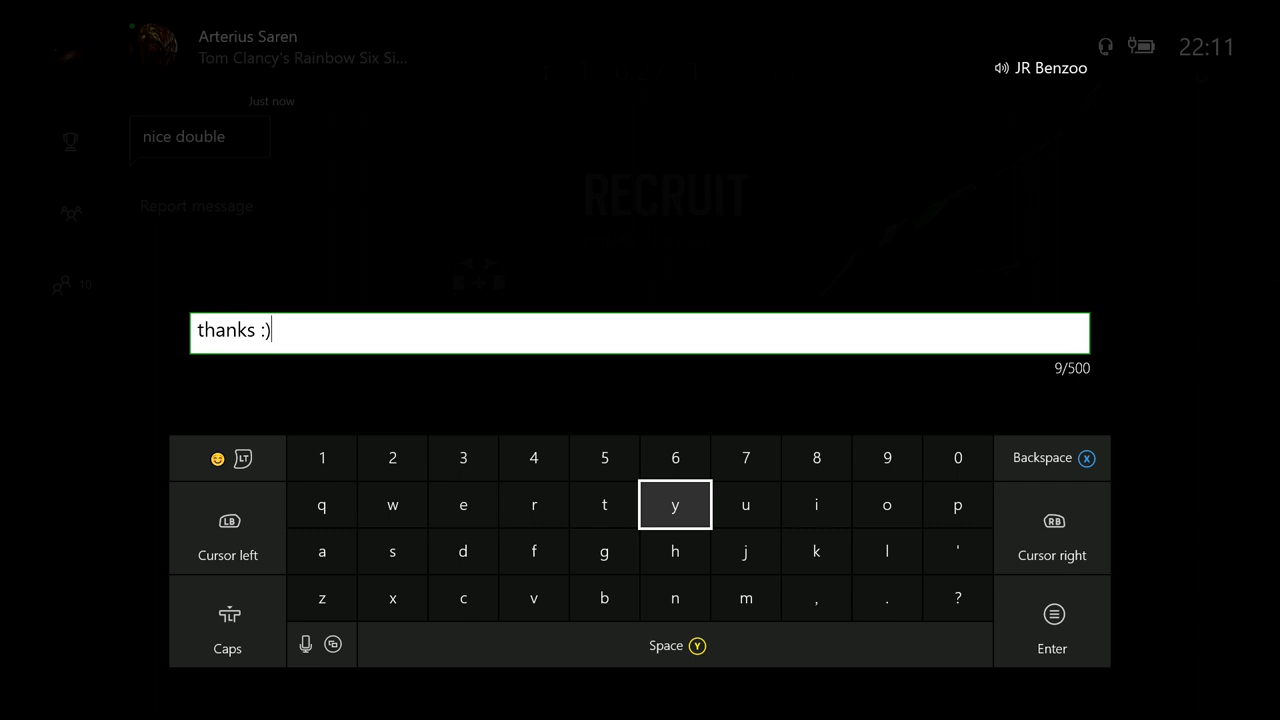 Arterius Saren
Tom Clancy's Rainbow Six Si...
22:11
JR Benzoo
Just now
nice double
Report message
RECRUIT
10
thanks :)
9/500
LT 1 2 3 4 5 6 7 8 9 0 Backspace X
q w e r t y u i o p
LB RB
Cursor left a s d f g h j k l ' Cursor right
z x c v b n m , . ?
LT
Caps Space Y Enter